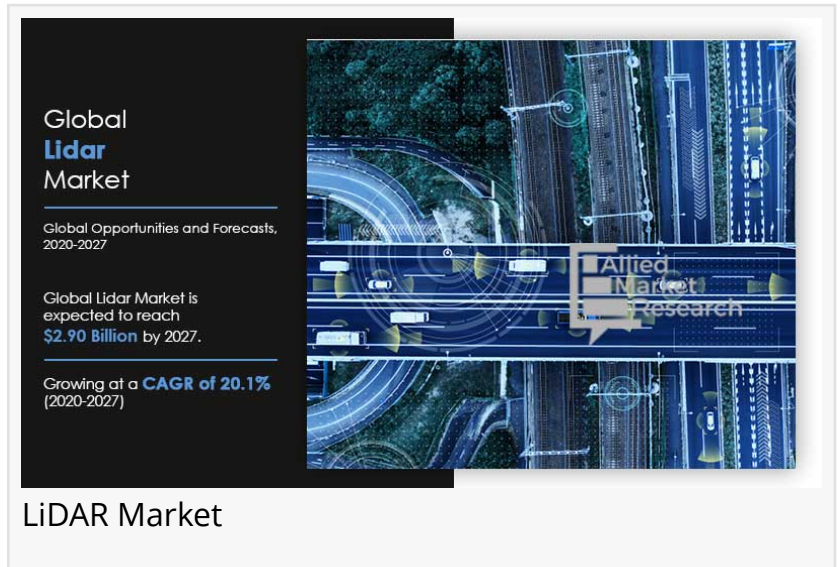 Global
Lidar
Market
Global Opportunities and Forecasts,
2020-2027
Global Lidar Market is
expected to reach
$2.90 Billion by 2027.
Growing at a CAGR of 20.1%
(2020-2027)
Allied
Market
Research
LiDAR Market